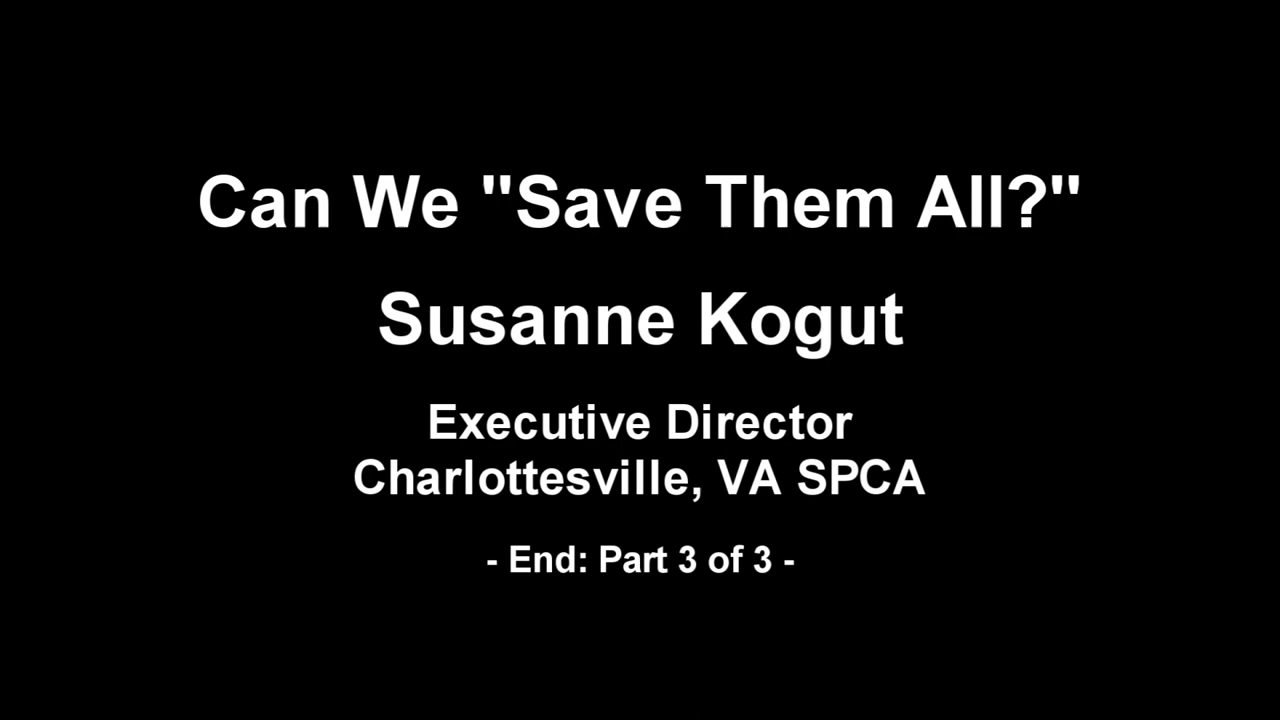 Can We "Save Them All?"
Susanne Kogut
Executive Director
Charlottesville, VA SPCA
- End: Part 3 of 3 -